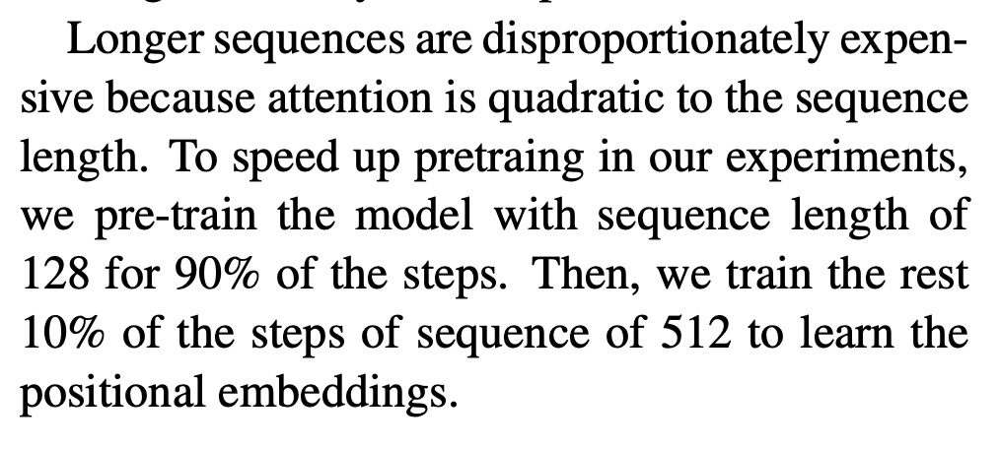 Longer sequences are disproportionately expen-
sive because attention is quadratic to the sequence
length. To speed up pretraing in our experiments,
we pre-train the model with sequence length of
128 for 90% of the steps. Then, we train the rest
10% of the steps of sequence of 512 to learn the
positional embeddings.